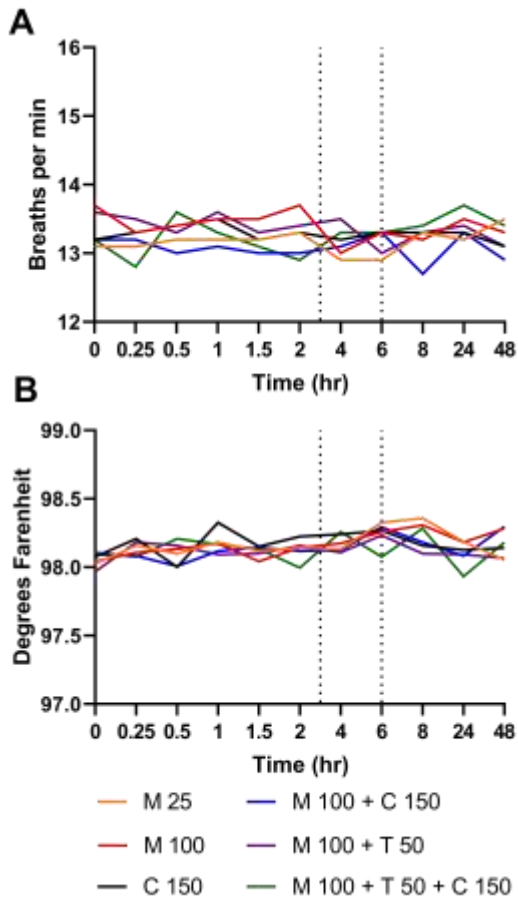 A
Breaths per min
16
15
14
13
12
0 0.25 0.5 1 1.5 2 4 6 8 24 48
Time (hr)
B
Degrees Farenheit
99.0
98.5
98.0
97.5
97.0
0 0.25 0.5 1 1.5 2 4 6 8 24 48
Time (hr)
M 25 M 100 + C 150
M 100 M 100 + T 50
C 150 M 100 + T 50 + C 150